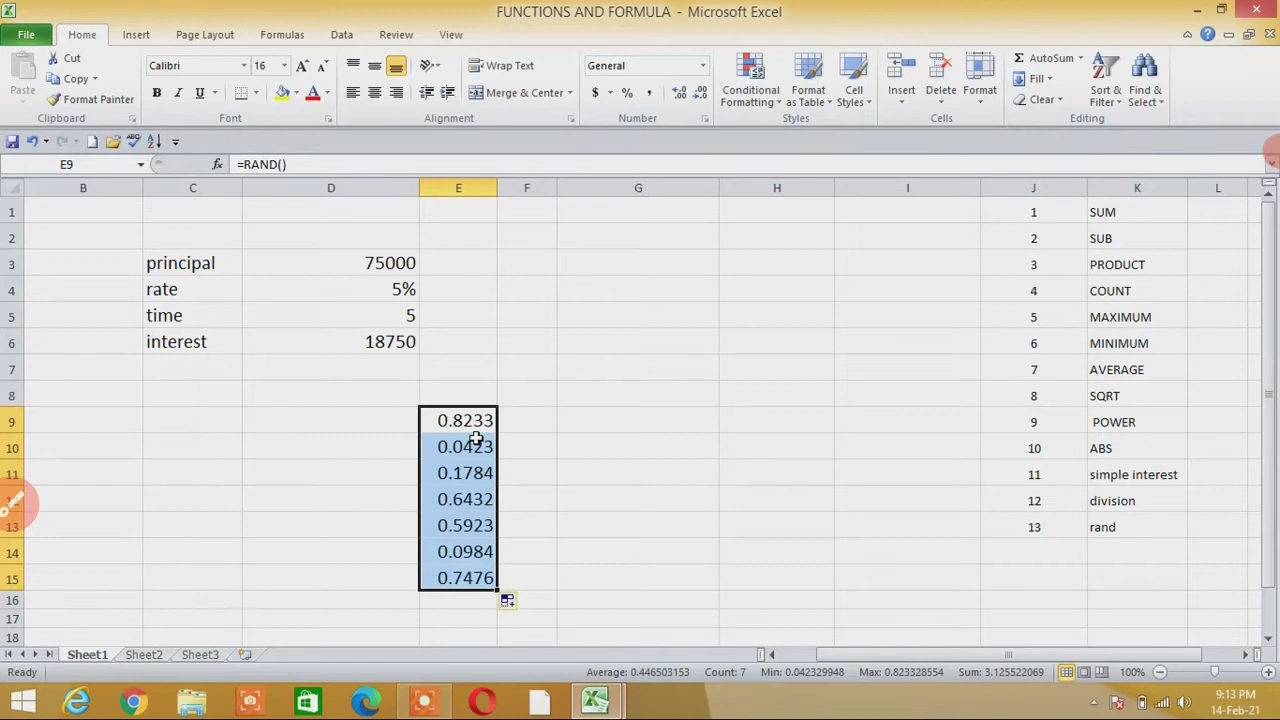 FUNCTIONS AND FORMULA - Microsoft Excel
File Home Insert Page Layout Formulas Data Review View
Paste
Cut
Copy
Format Painter
Clipboard
Calibri 16
B I U
Font
Wrap Text
Merge & Center
Alignment
General
$ % ,
Number
Conditional Formatting
Format as Table
Cell Styles
Styles
Insert
Delete
Format
Cells
Σ AutoSum
Fill
Clear
Sort & Filter
Find & Select
Editing
E9 fx =RAND()
B C D E F G H I J K L
1 1 SUM
2 2 SUB
3 principal 75000 3 PRODUCT
4 rate 5% 4 COUNT
5 time 5 5 MAXIMUM
6 interest 18750 6 MINIMUM
7 7 AVERAGE
8 8 SQRT
9 0.8233 9 POWER
10 0.0423 10 ABS
11 0.1784 11 simple interest
0.6432 12 division
13 0.5923 13 rand
14 0.0984
15 0.7476
16
17
18
Sheet1 Sheet2 Sheet3
Ready Average: 0.446503153 Count: 7 Min: 0.042329948 Max: 0.823328554 Sum: 3.125522069 100%
9:13 PM
14-Feb-21